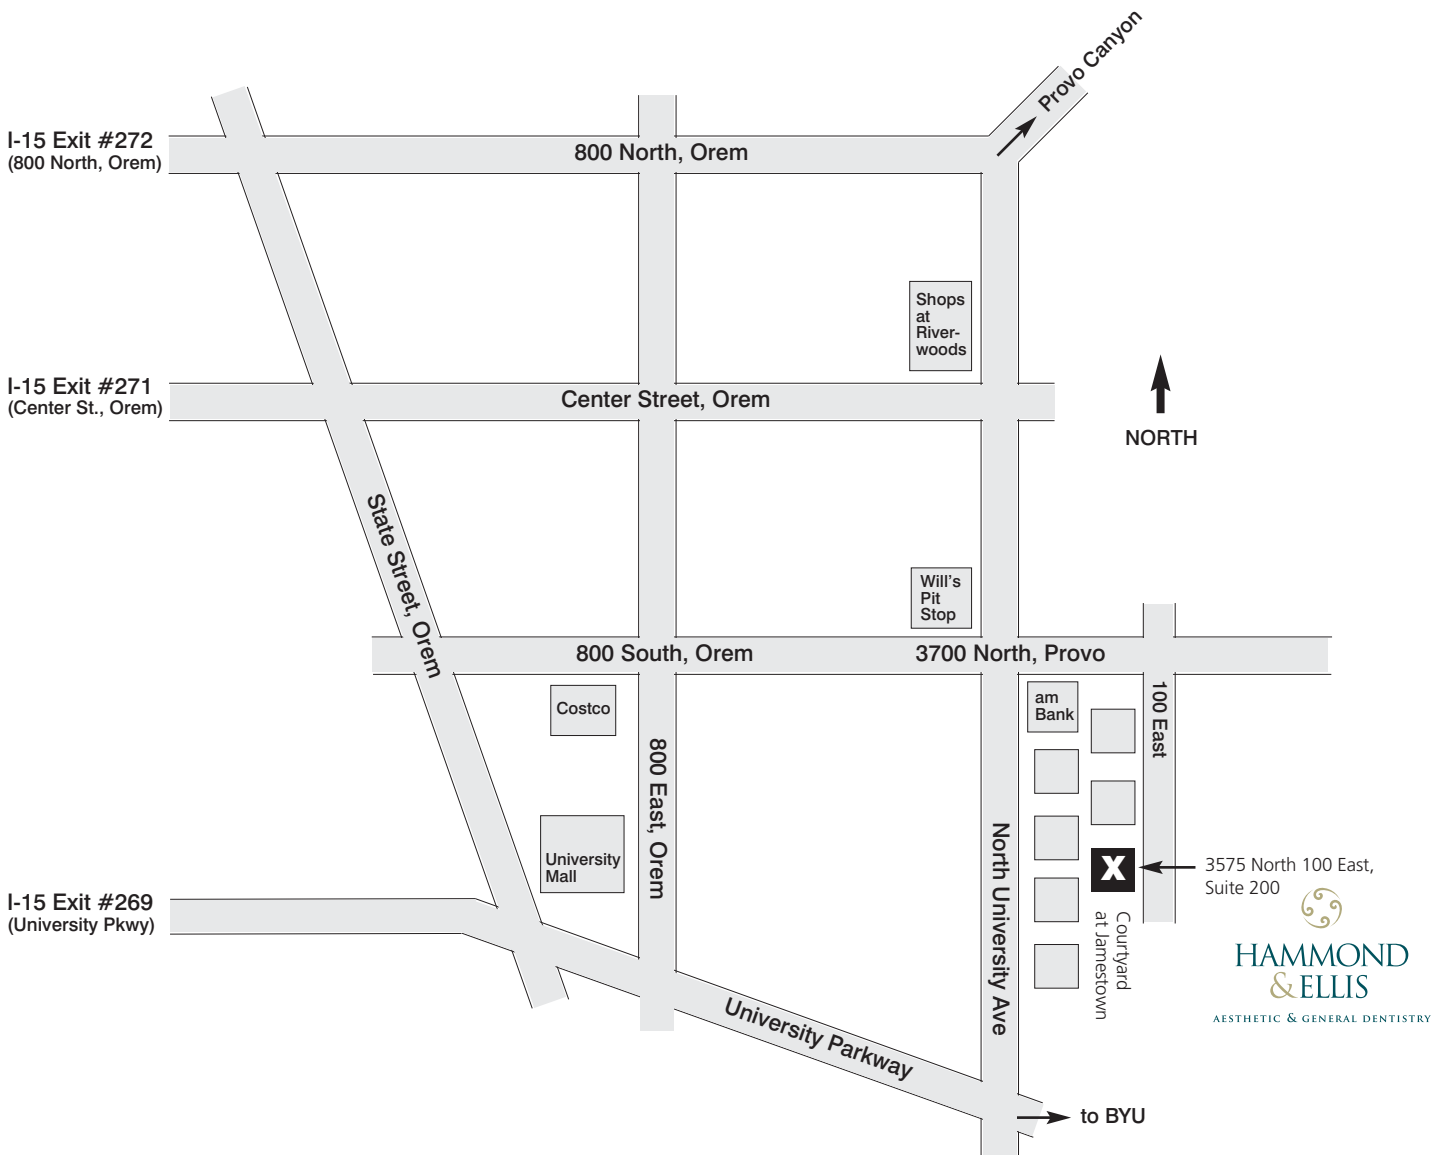 Provo Canyon
I-15 Exit #272
(800 North, Orem)
800 North, Orem
Shops
at
River-
woods
I-15 Exit #271
(Center St., Orem)
Center Street, Orem
NORTH
State Street, Orem
Will's
Pit
Stop
800 South, Orem
3700 North, Provo
Costco
am
Bank
100 East
800 East, Orem
University
Mall
North University Ave
X
3575 North 100 East,
Suite 200
I-15 Exit #269
(University Pkwy)
Courtyard
at Jamestown
HAMMOND
& ELLIS
AESTHETIC & GENERAL DENTISTRY
University Parkway
to BYU